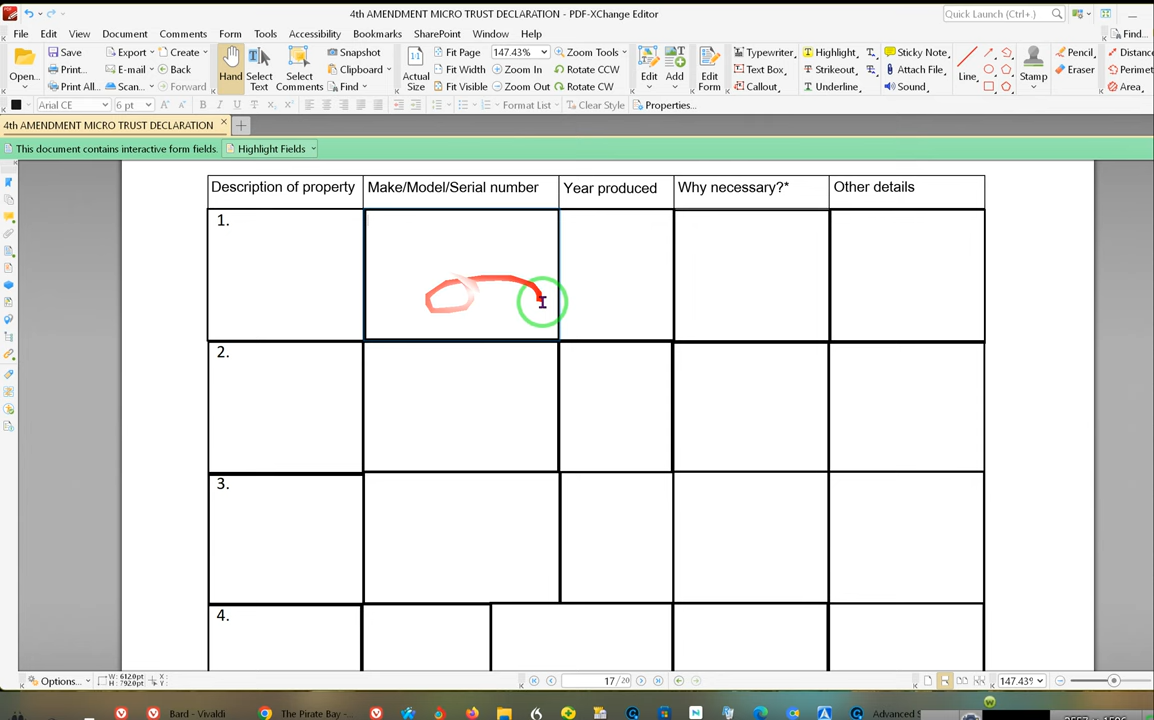 4th AMENDMENT MICRO TRUST DECLARATION - PDF-XChange Editor
Quick Launch (Ctrl+.)
File Edit View Document Comments Form Tools Accessibility Bookmarks SharePoint Window Help
Find...
Open... Save Export Create Hand Select Text Select Comments Snapshot Actual Size Fit Page 147.43% Zoom Tools Edit Add Edit Form Typewriter Highlight Sticky Note Line Pencil Stamp Distance
Print... E-mail Back Clipboard Fit Width Zoom In Rotate CCW Text Box Strikeout Attach File Eraser Perimet
Print All... Scan... Forward Find Fit Visible Zoom Out Rotate CW Callout Underline Sound Area
Arial CE 6 pt B I U Format List Clear Style Properties...
4th AMENDMENT MICRO TRUST DECLARATION
This document contains interactive form fields. Highlight Fields
Description of property Make/Model/Serial number Year produced Why necessary?* Other details
1.
2.
3.
4.
Options... W: 612.0pt H: 792.0pt X: Y: 17 / 20 147.43%
Bard - Vivaldi The Pirate Bay - ... Advanced S